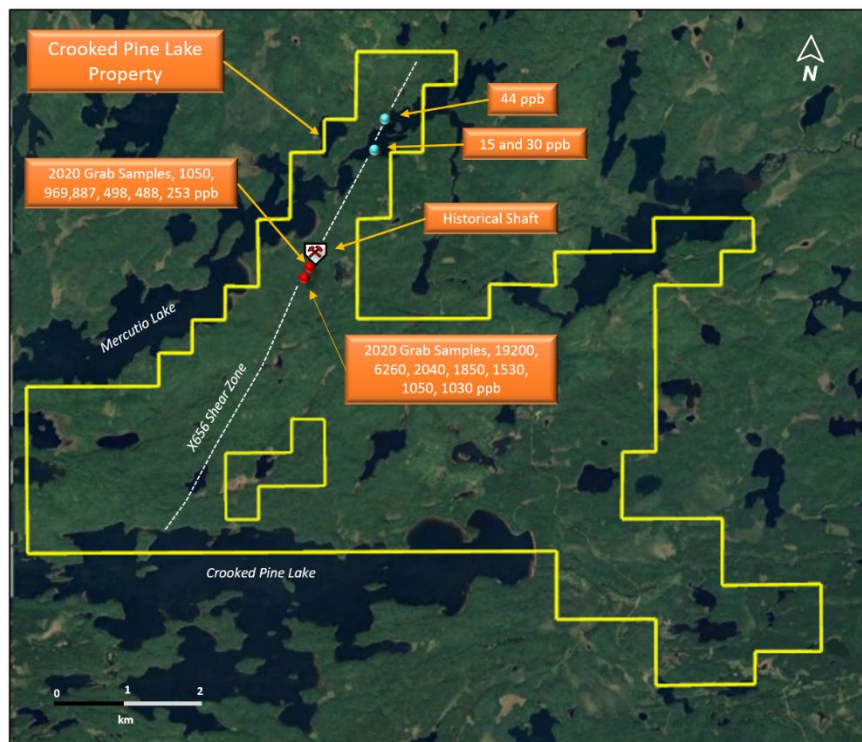 Crooked Pine Lake
Property
N
44 ppb
15 and 30 ppb
2020 Grab Samples, 1050,
969,887, 498, 488, 253 ppb
Historical Shaft
Mercutio Lake
2020 Grab Samples, 19200,
6260, 2040, 1850, 1530,
1050, 1030 ppb
X656 Shear Zone
Crooked Pine Lake
0 1 2
km